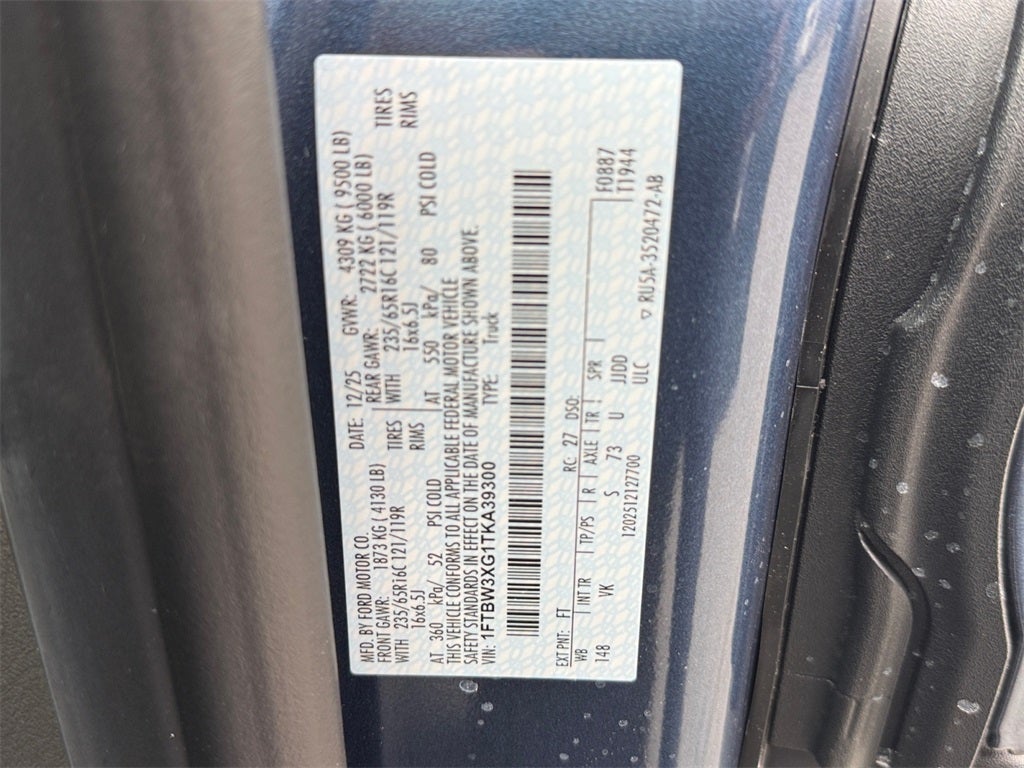 MFD. BY FORD MOTOR CO.
DATE: 12/25 GVWR: 4309 KG ( 9500 LB)
FRONT GAWR: 1873 KG ( 4130 LB) REAR GAWR: 2722 KG ( 6000 LB)
WITH 235/65R16C 121/119R TIRES WITH 235/65R16C 121/119R TIRES
16x6.5J RIMS 16x6.5J RIMS
AT 360 kPa/ 52 PSI COLD AT 550 kPa/ 80 PSI COLD
THIS VEHICLE CONFORMS TO ALL APPLICABLE FEDERAL MOTOR VEHICLE
SAFETY STANDARDS IN EFFECT ON THE DATE OF MANUFACTURE SHOWN ABOVE.
VIN: 1FTBW3XG1TKA39300 TYPE: Truck
EXT PNT: FT RC: 27 DSO:
WB INT TR TP/PS R AXLE TR SPR F0887
148 VK S 73 U JJDD T1944
1202512127700 ULC
▽ RU5A-3520472-AB